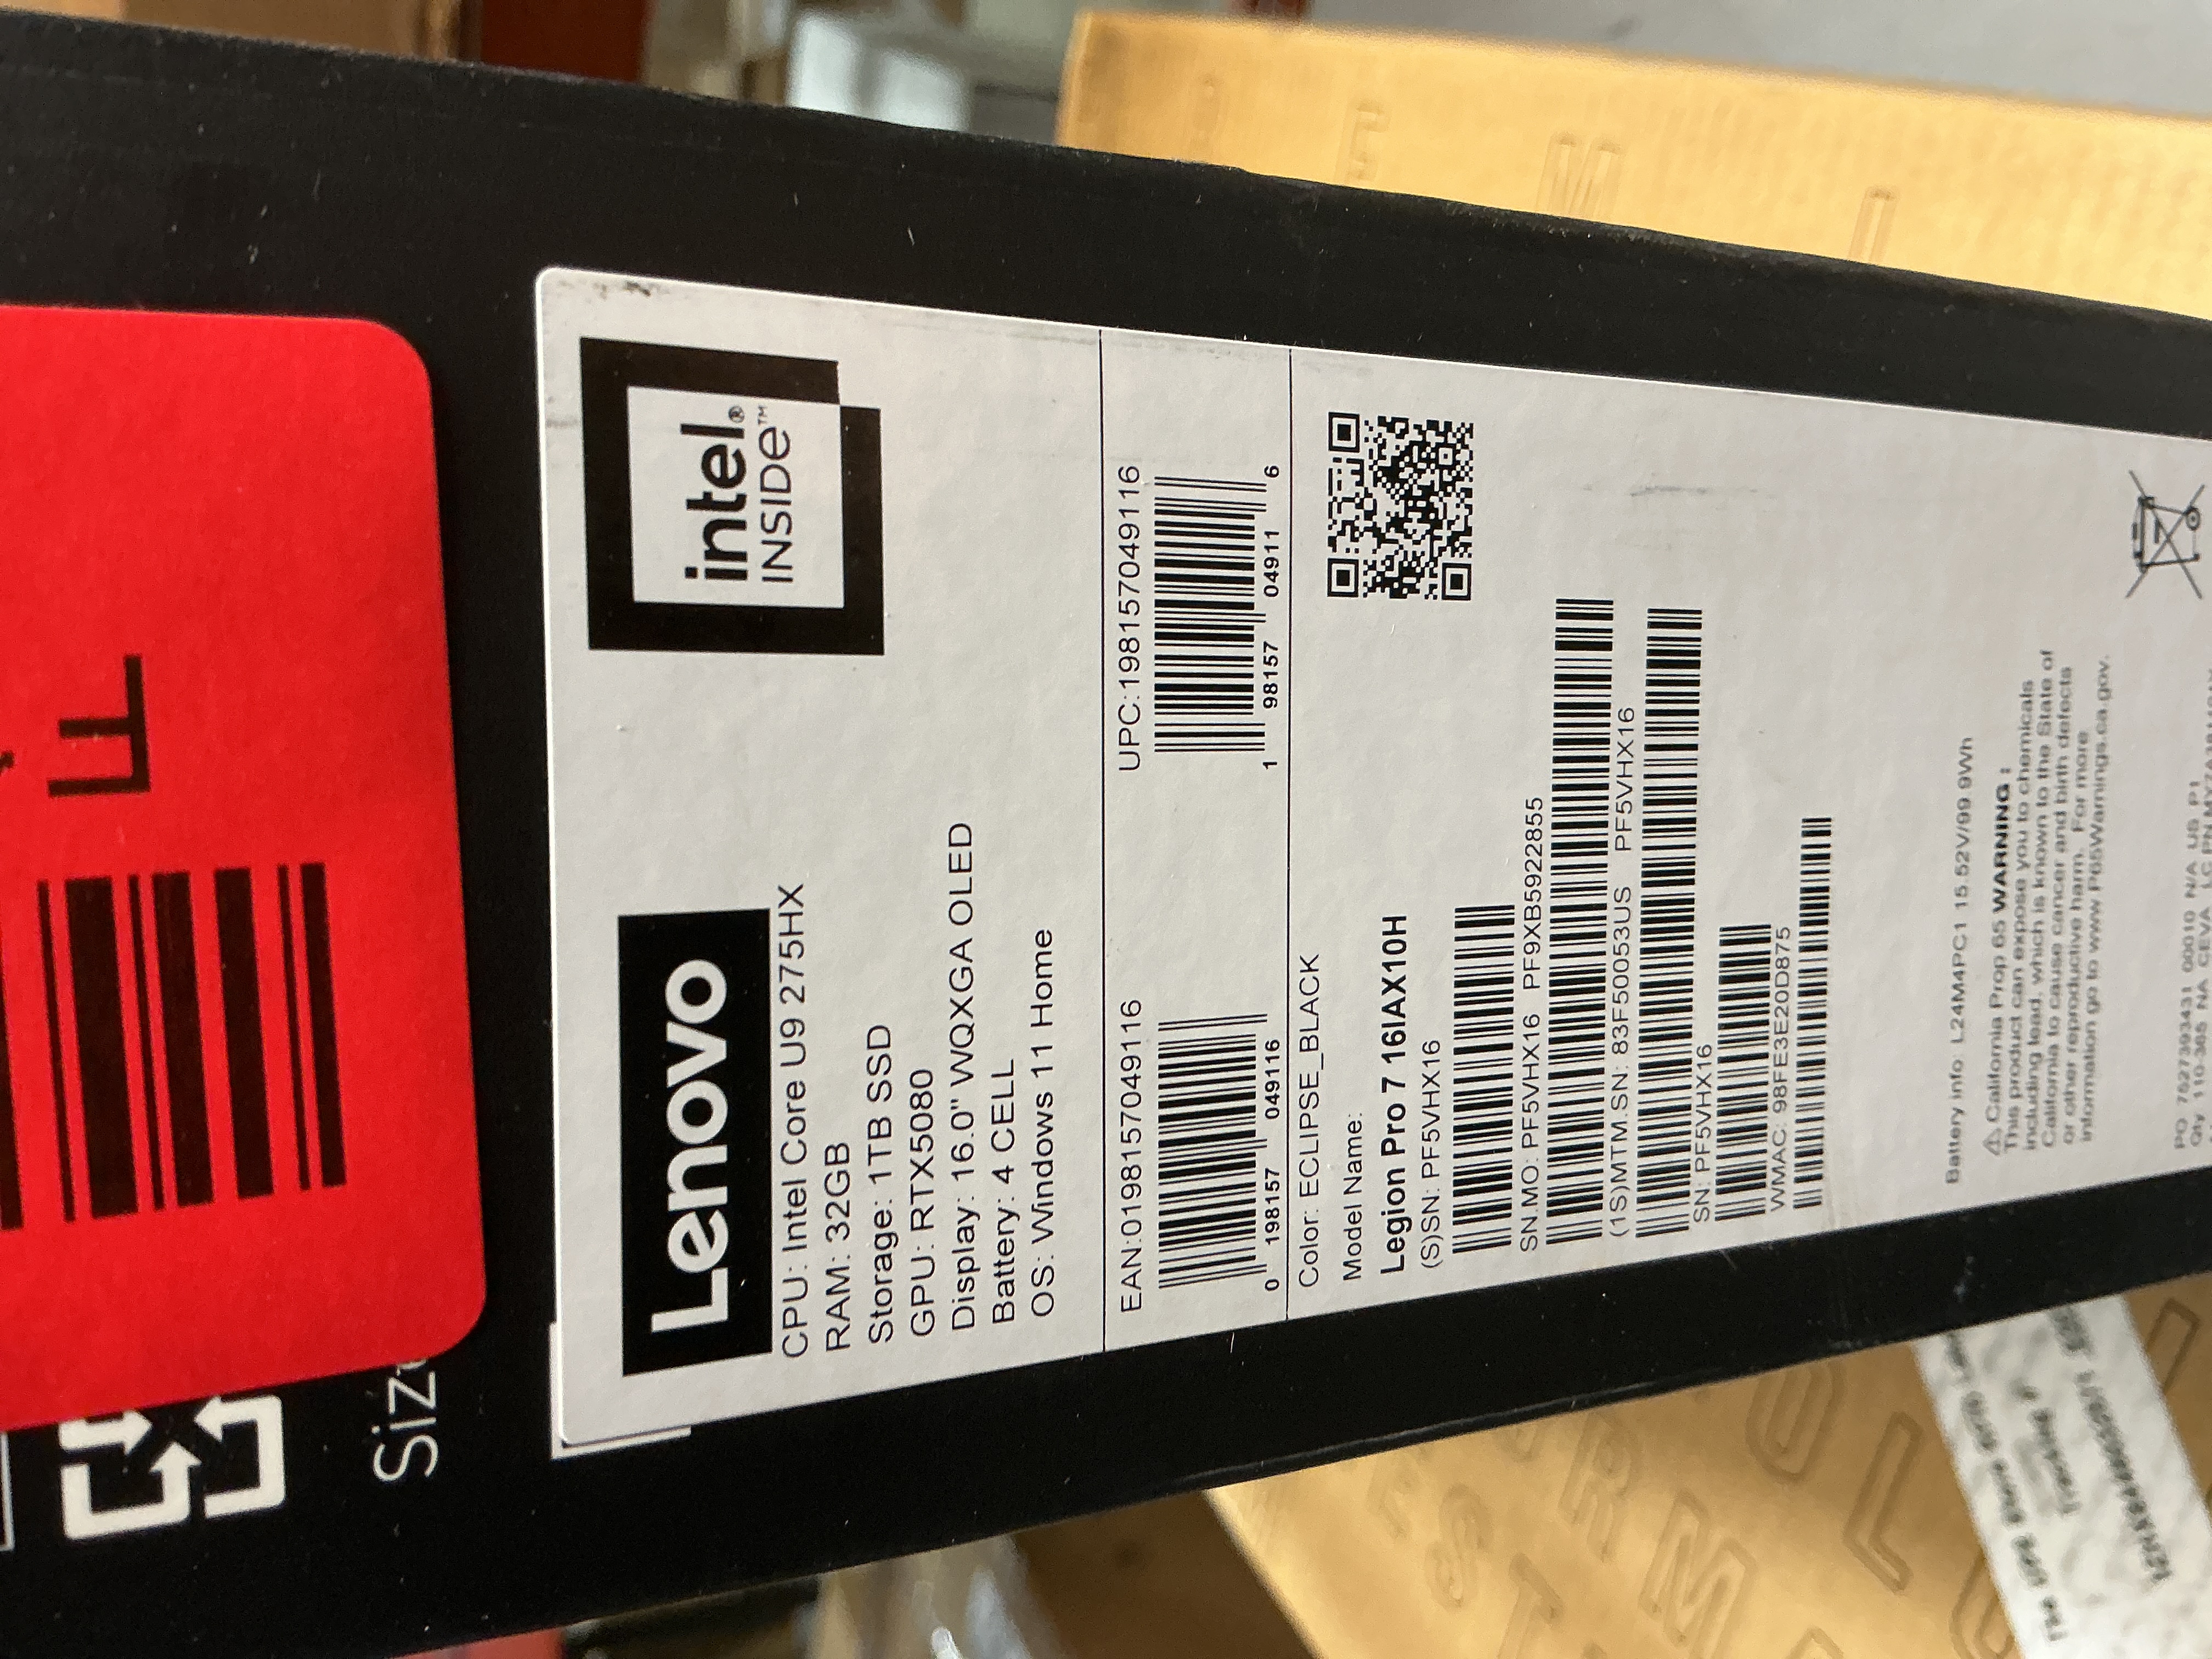 F
Siz
Lenovo
intel®
INSIDE™
CPU: Intel Core U9 275HX
RAM: 32GB
Storage: 1TB SSD
GPU: RTX5080
Display: 16.0" WQXGA OLED
Battery: 4 CELL
OS: Windows 11 Home
EAN:0198157049116
0 198157 049116
UPC:198157049116
1 98157 04911 6
Color: ECLIPSE_BLACK
Model Name:
Legion Pro 7 16IAX10H
(S)SN: PF5VHX16
SN.MO: PF5VHX16 PF9XB5922855
(1S)MTM.SN: 83F50053US PF5VHX16
SN: PF5VHX16
WMAC: 98FE3E20D875
Battery info L24M4PC1 15.52V/99.9Wh
⚠California Prop 65 WARNING :
This product can expose you to chemicals
including lead, which is known to the State of
California to cause cancer and birth defects
or other reproductive harm. For more
information go to www.P65Warnings.ca.gov.